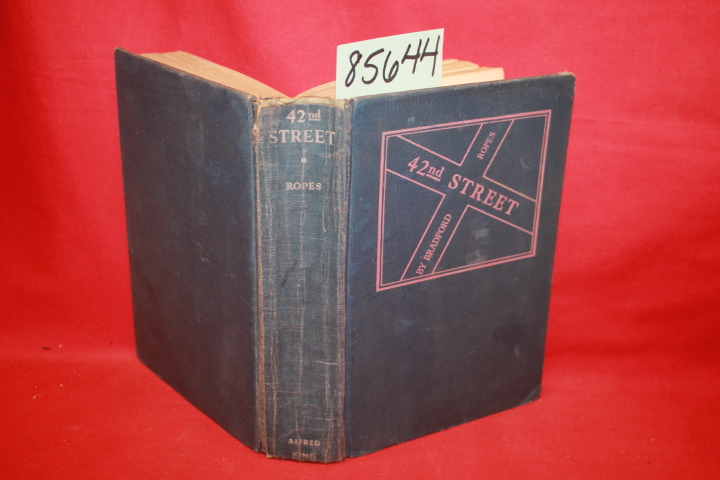 85644
42nd
STREET
ROPES
ALFRED
KING
42nd STREET
BY BRADFORD
ROPES